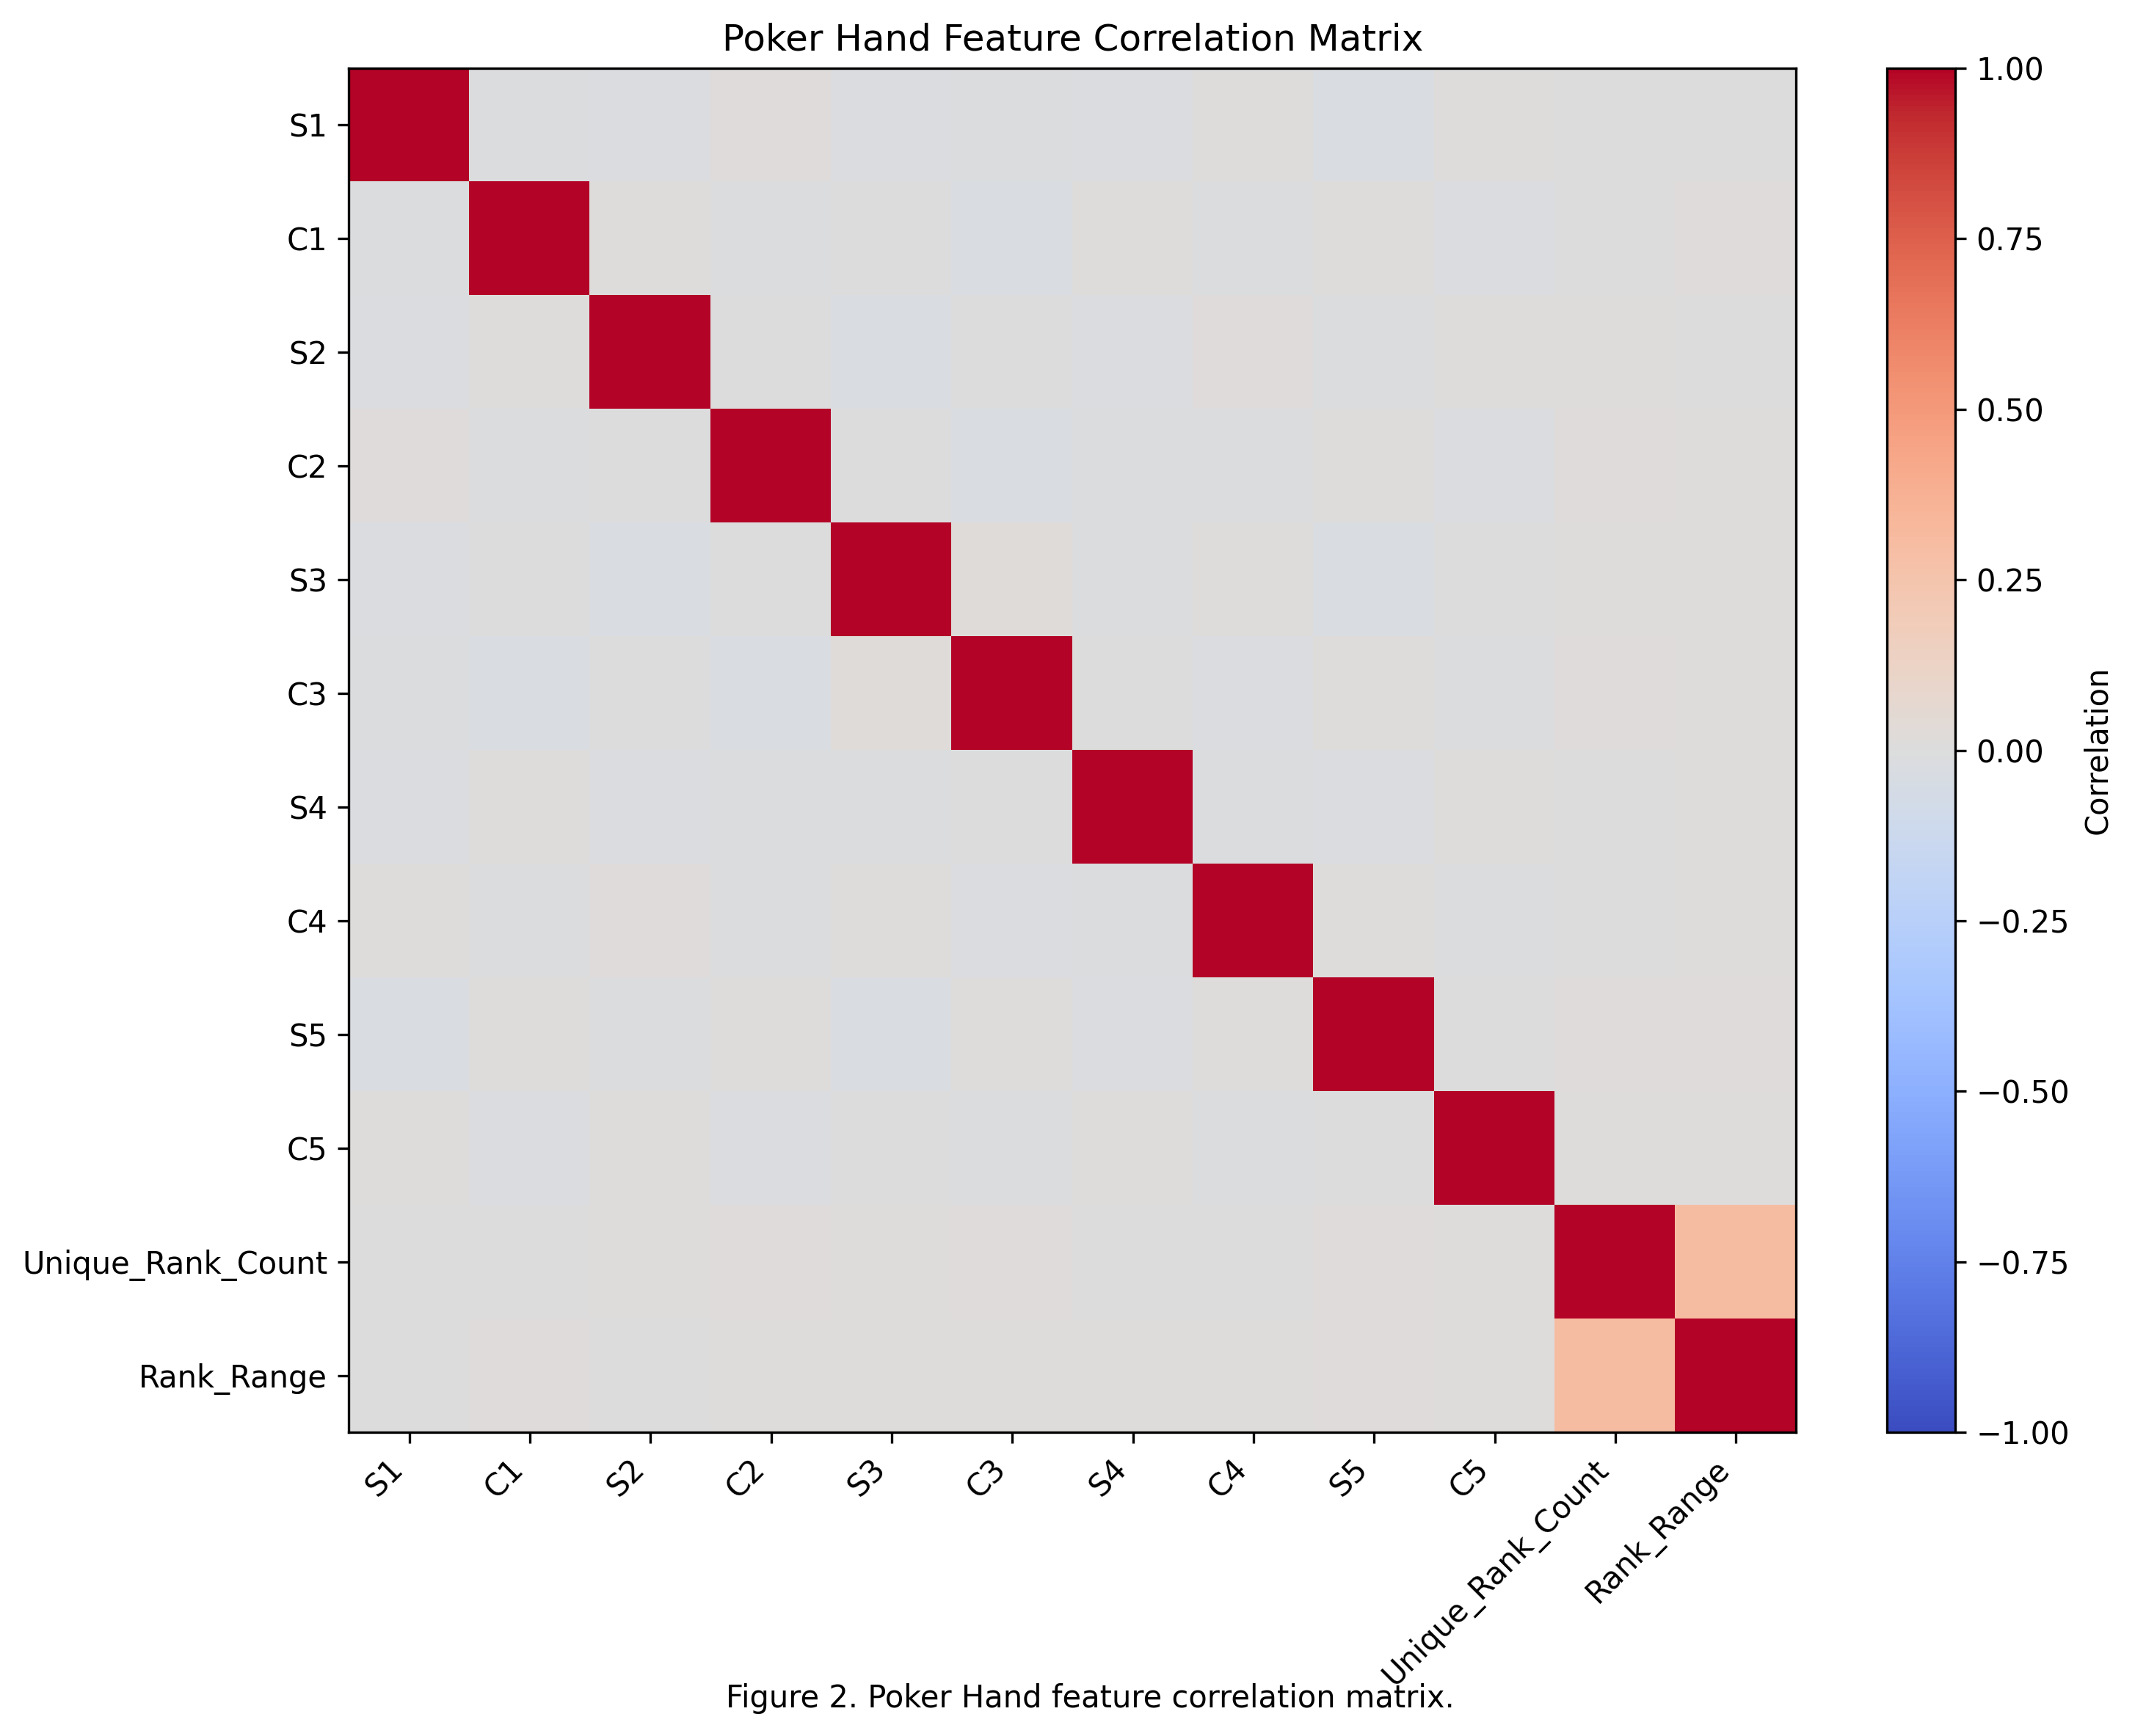 Poker Hand Feature Correlation Matrix
S1
C1
S2
C2
S3
C3
S4
C4
S5
C5
Unique_Rank_Count
Rank_Range
S1
C1
S2
C2
S3
C3
S4
C4
S5
C5
Unique_Rank_Count
Rank_Range
1.00
0.75
0.50
0.25
0.00
−0.25
−0.50
−0.75
−1.00
Correlation
Figure 2. Poker Hand feature correlation matrix.